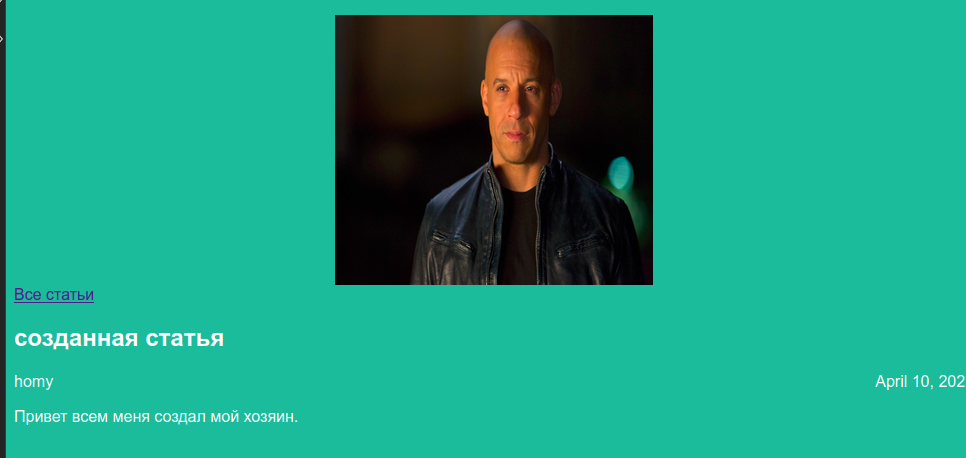 Все статьи
созданная статья
homy
April 10, 202
Привет всем меня создал мой хозяин.